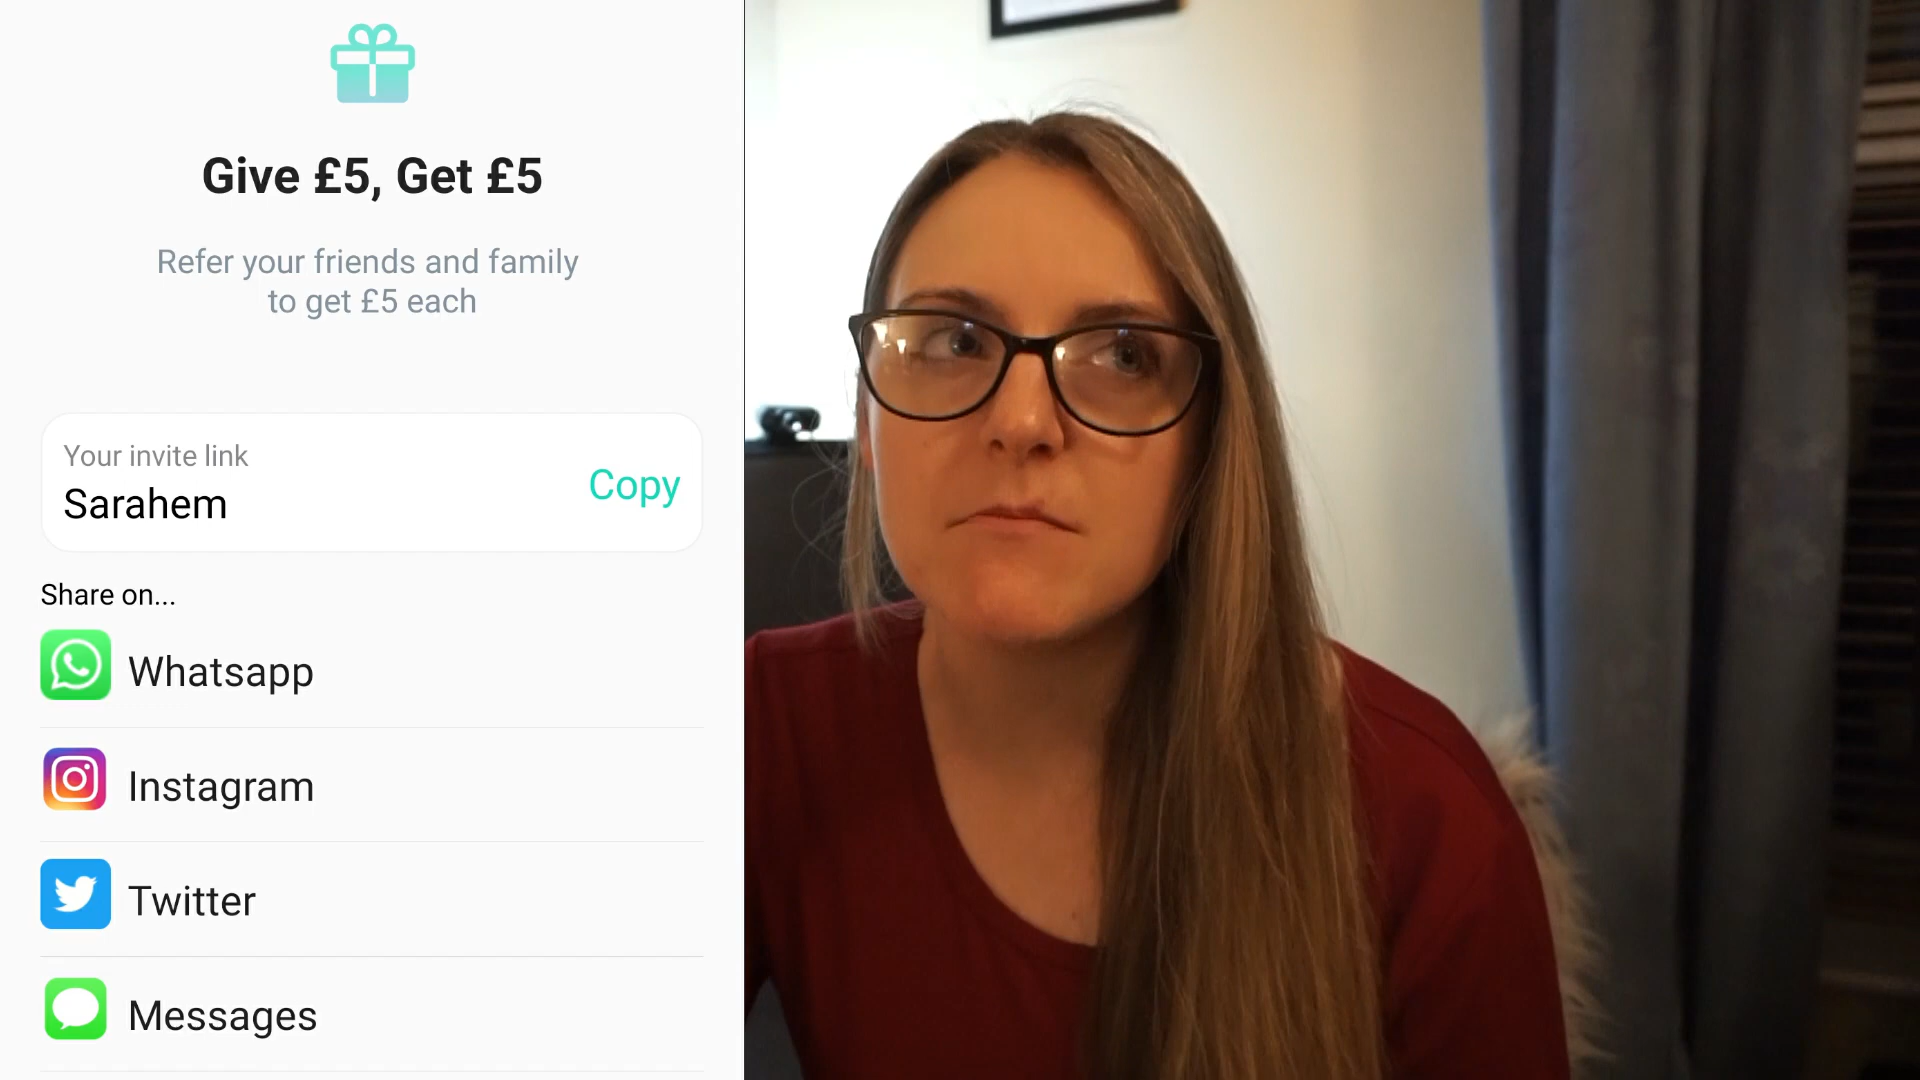 Give £5, Get £5
Refer your friends and family
to get £5 each
Your invite link
Sarahem
Copy
Share on...
Whatsapp
Instagram
Twitter
Messages